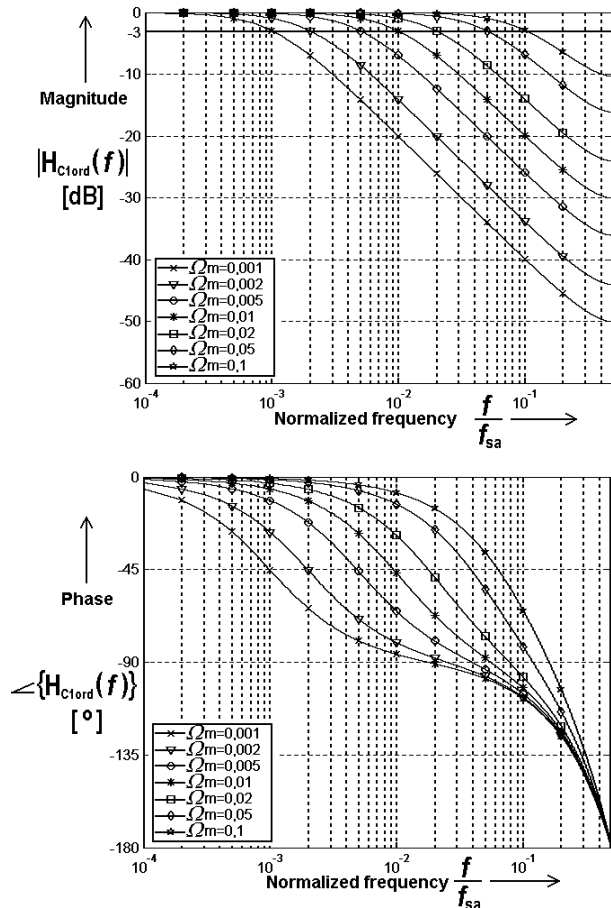 0
-3
-10
Magnitude
-20
|H_C1ord(f)|
[dB]
-30
-40
-50
-60
Ωm=0,001
Ωm=0,002
Ωm=0,005
Ωm=0,01
Ωm=0,02
Ωm=0,05
Ωm=0,1
10^-4
10^-3
10^-2
10^-1
Normalized frequency f/f_sa
0
-45
Phase
-90
∠{H_C1ord(f)}
[º]
-135
-180
Ωm=0,001
Ωm=0,002
Ωm=0,005
Ωm=0,01
Ωm=0,02
Ωm=0,05
Ωm=0,1
10^-4
10^-3
10^-2
10^-1
Normalized frequency f/f_sa